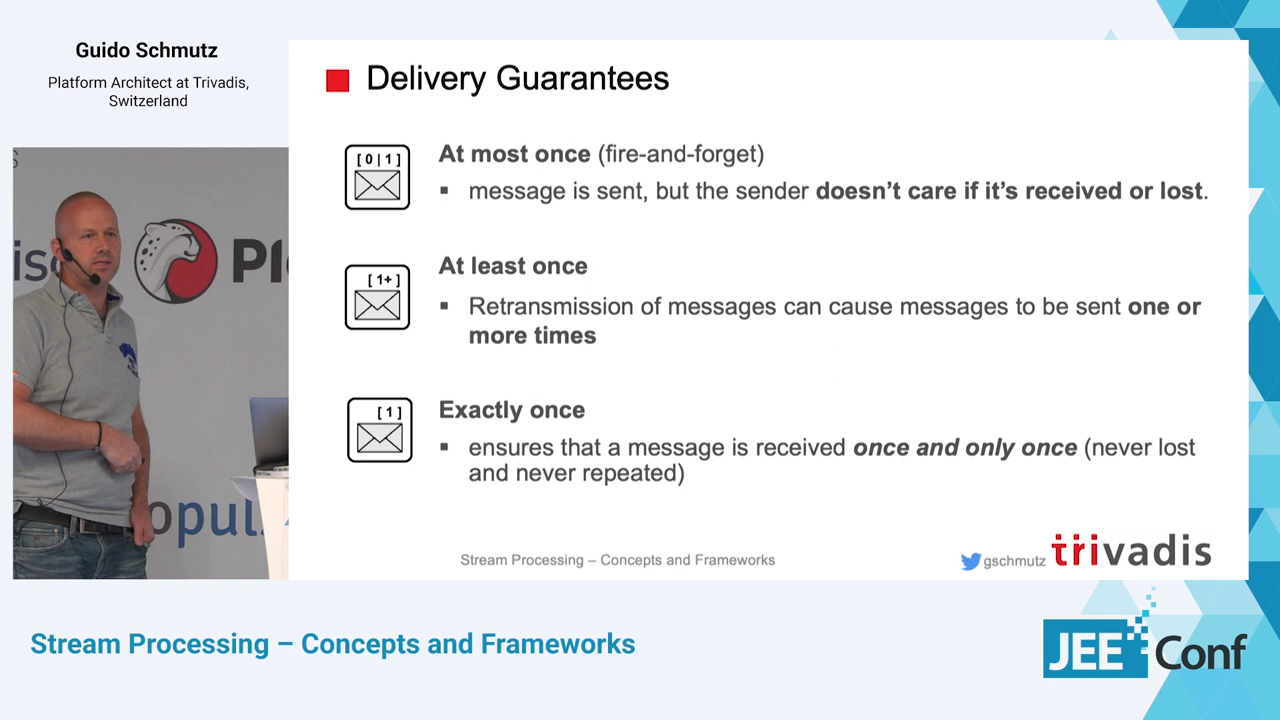 Guido Schmutz
Platform Architect at Trivadis,
Switzerland
Delivery Guarantees
[0|1]
At most once (fire-and-forget)
▪ message is sent, but the sender doesn’t care if it’s received or lost.
[1+]
At least once
▪ Retransmission of messages can cause messages to be sent one or
more times
[1]
Exactly once
▪ ensures that a message is received once and only once (never lost
and never repeated)
Stream Processing – Concepts and Frameworks
gschmutz
trivadis
Stream Processing – Concepts and Frameworks
JEE Conf